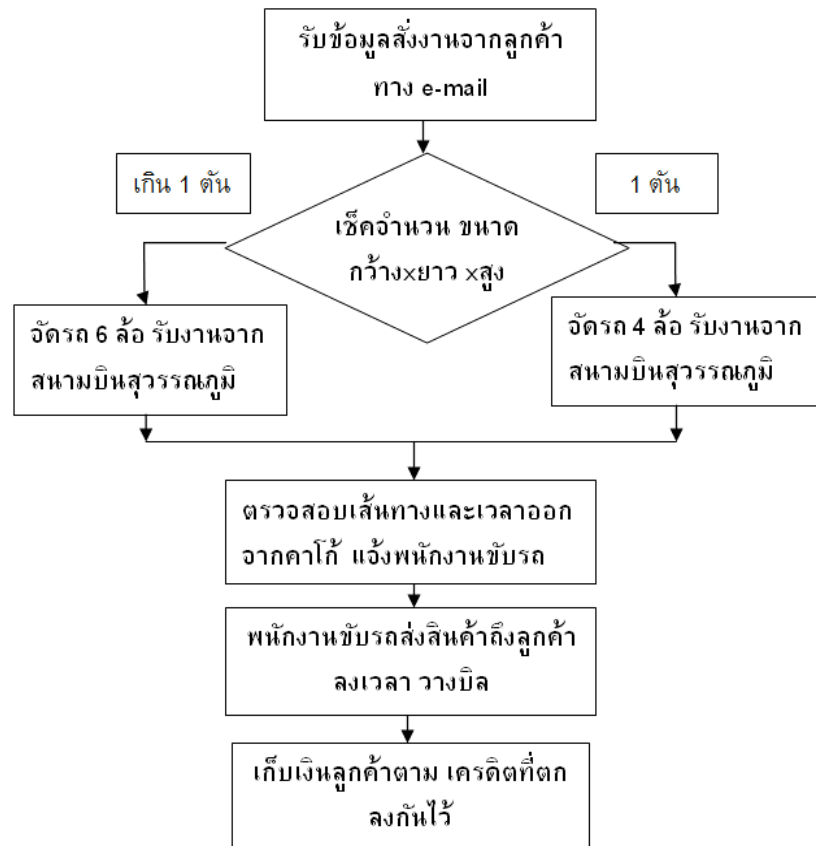 รับข้อมูลสั่งงานจากลูกค้า
ทาง e-mail
เกิน 1 ตัน
1 ตัน
เช็คจำนวน ขนาด
กว้าง×ยาว ×สูง
จัดรถ 6 ล้อ รับงานจาก
สนามบินสุวรรณภูมิ
จัดรถ 4 ล้อ รับงานจาก
สนามบินสุวรรณภูมิ
ตรวจสอบเส้นทางและเวลาออก
จากคาโก้ แจ้งพนักงานขับรถ
พนักงานขับรถส่งสินค้าถึงลูกค้า
ลงเวลา วางบิล
เก็บเงินลูกค้าตาม เครดิตที่ตก
ลงกันไว้